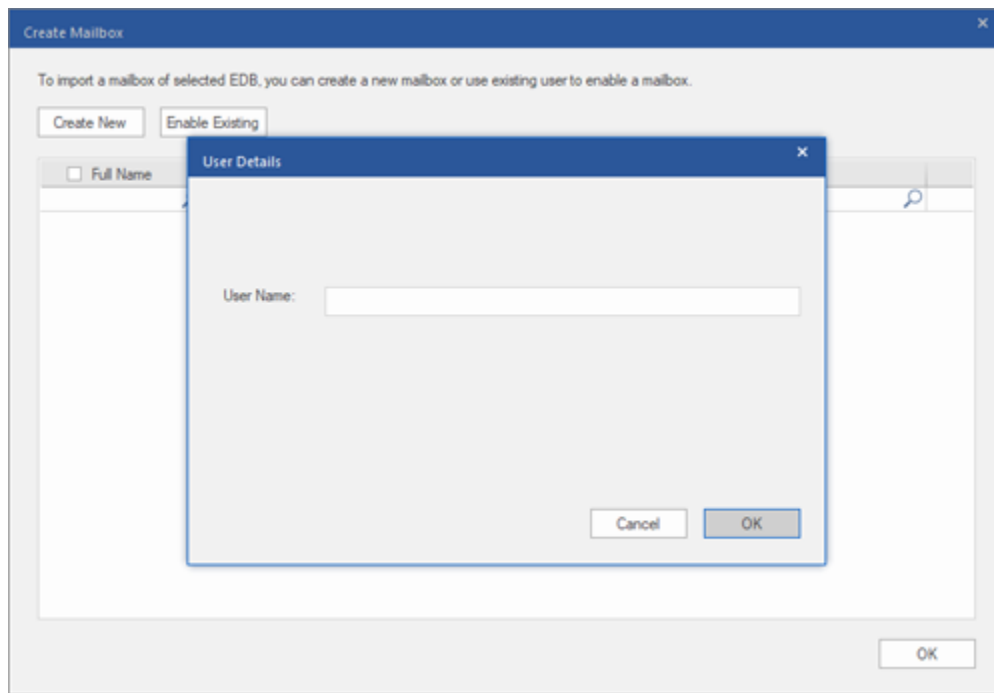 Create Mailbox
To import a mailbox of selected EDB, you can create a new mailbox or use existing user to enable a mailbox.
Create New Enable Existing
User Details
Full Name
User Name:
Cancel OK
OK